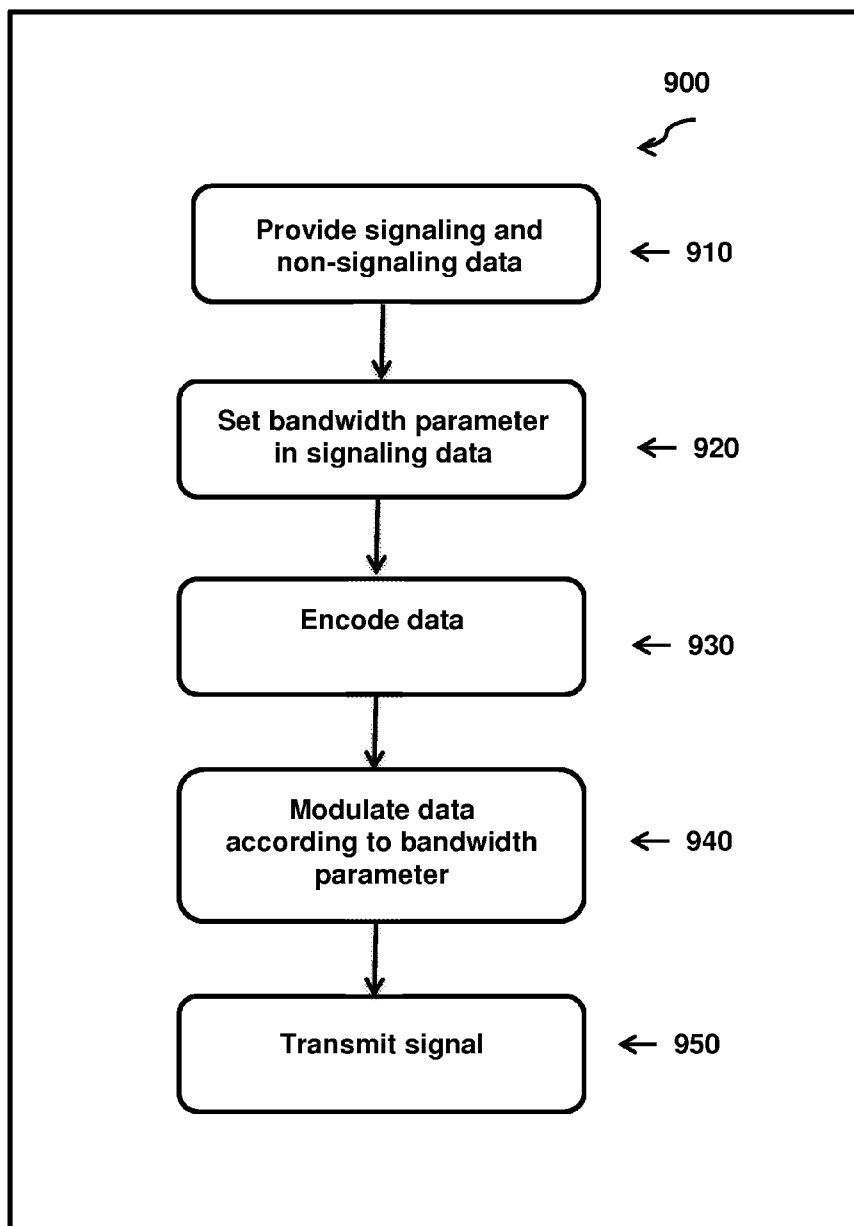 900
Provide signaling and
non-signaling data
910
Set bandwidth parameter
in signaling data
920
Encode data
930
Modulate data
according to bandwidth
parameter
940
Transmit signal
950